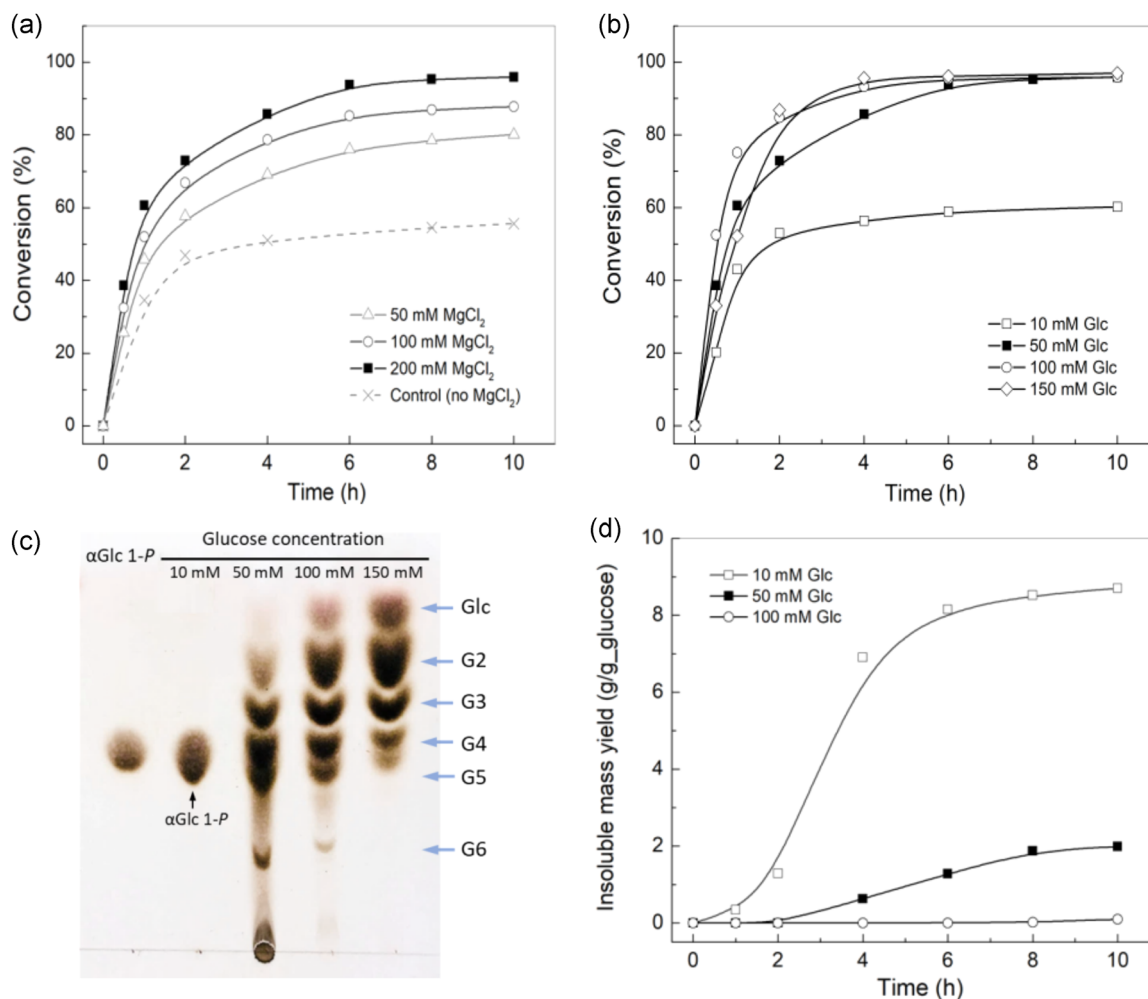 (a)
Conversion (%)
100
80
60
40
20
0
0
2
4
6
8
10
Time (h)
50 mM MgCl₂
100 mM MgCl₂
200 mM MgCl₂
Control (no MgCl₂)
(b)
Conversion (%)
100
80
60
40
20
0
0
2
4
6
8
10
Time (h)
10 mM Glc
50 mM Glc
100 mM Glc
150 mM Glc
(c)
Glucose concentration
αGlc 1-P
10 mM 50 mM 100 mM 150 mM
Glc
G2
G3
G4
G5
G6
αGlc 1-P
(d)
Insoluble mass yield (g/g_glucose)
10
8
6
4
2
0
0
2
4
6
8
10
Time (h)
10 mM Glc
50 mM Glc
100 mM Glc